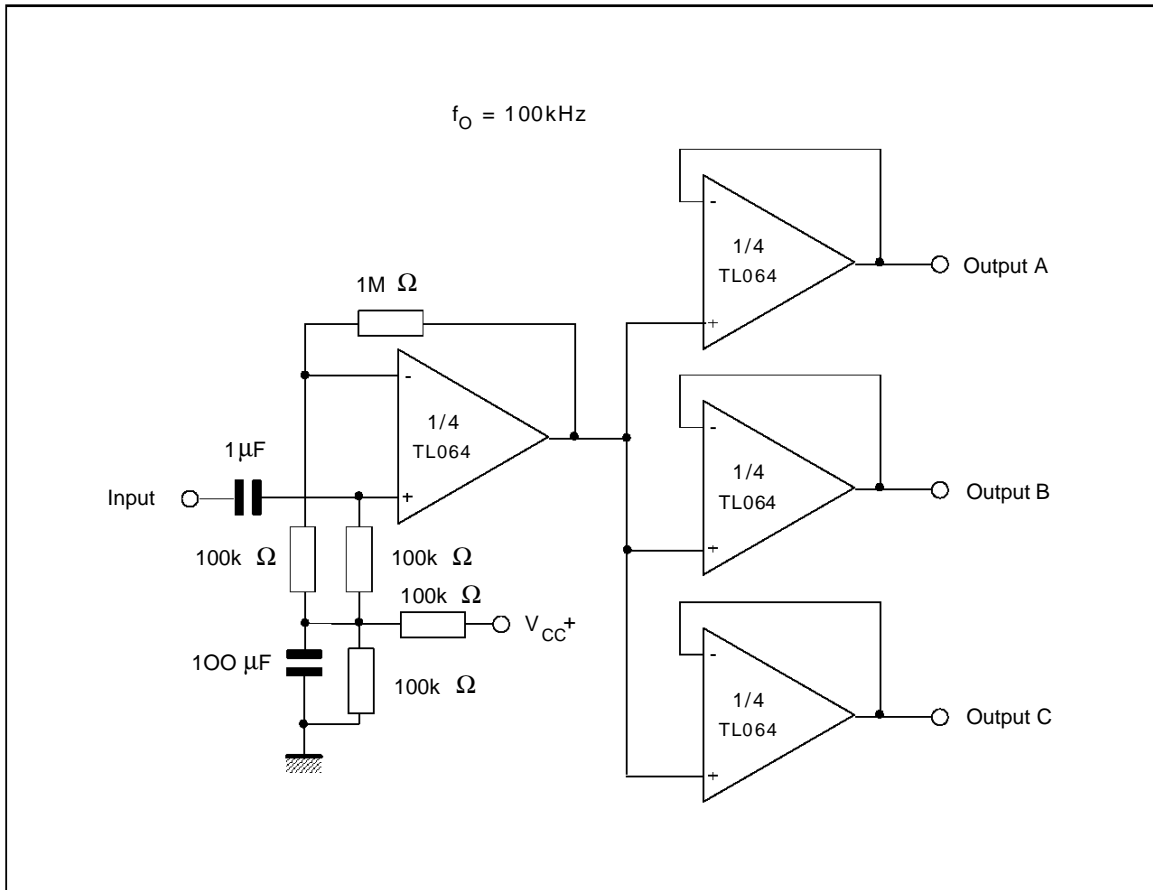 f_O = 100kHz
-
1/4
TL064
Output A
+
1M Ω
-
1/4
TL064
+
1μF
Input
-
1/4
TL064
Output B
+
100k Ω
100k Ω
100k Ω
V_CC+
100 μF
100k Ω
-
1/4
TL064
Output C
+